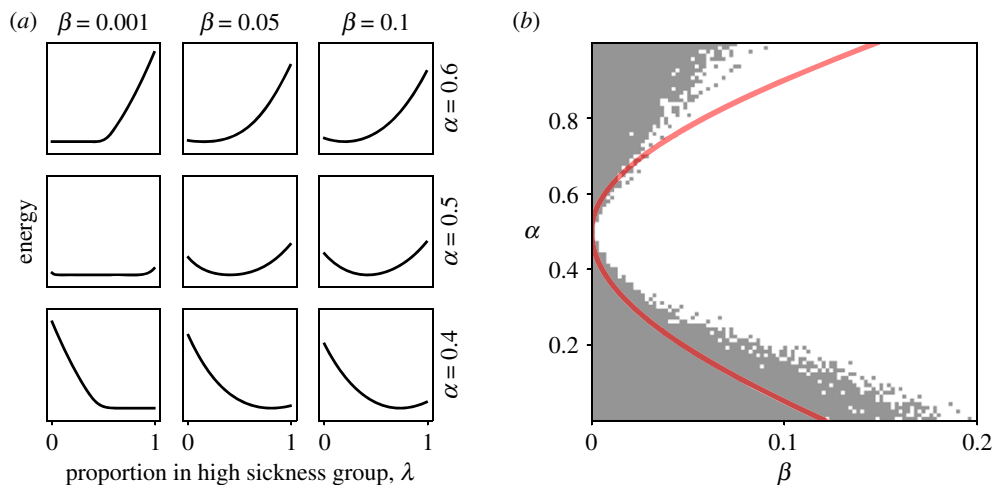 (a)
β = 0.001 β = 0.05 β = 0.1
α = 0.6
α = 0.5
α = 0.4
energy
0 1 0 1 0 1
proportion in high sickness group, λ
(b)
0.8
0.6
α
0.4
0.2
0 0.1 0.2
β